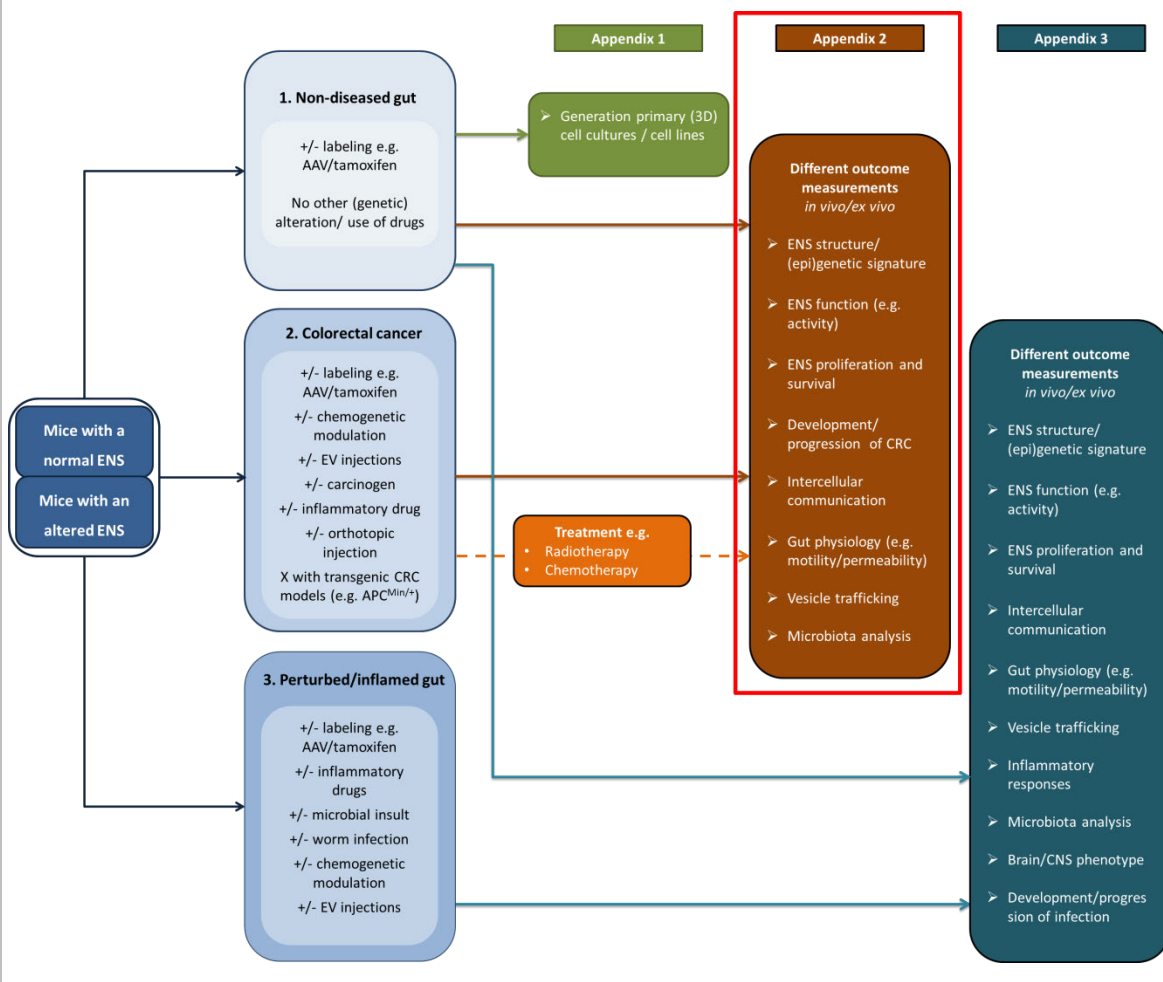 Appendix 1
Appendix 2
Appendix 3
1. Non-diseased gut
+/- labeling e.g.
AAV/tamoxifen
No other (genetic)
alteration/ use of drugs
➢ Generation primary (3D)
cell cultures / cell lines
Mice with a
normal ENS
Mice with an
altered ENS
2. Colorectal cancer
+/- labeling e.g.
AAV/tamoxifen
+/- chemogenetic
modulation
+/- EV injections
+/- carcinogen
+/- inflammatory drug
+/- orthotopic
injection
X with transgenic CRC
models (e.g. APCMin/+)
Treatment e.g.
• Radiotherapy
• Chemotherapy
3. Perturbed/inflamed gut
+/- labeling e.g.
AAV/tamoxifen
+/- inflammatory
drugs
+/- microbial insult
+/- worm infection
+/- chemogenetic
modulation
+/- EV injections
Different outcome
measurements
in vivo/ex vivo
➢ ENS structure/
(epi)genetic signature
➢ ENS function (e.g.
activity)
➢ ENS proliferation and
survival
➢ Development/
progression of CRC
➢ Intercellular
communication
➢ Gut physiology (e.g.
motility/permeability)
➢ Vesicle trafficking
➢ Microbiota analysis
Different outcome
measurements
in vivo/ex vivo
➢ ENS structure/
(epi)genetic signature
➢ ENS function (e.g.
activity)
➢ ENS proliferation and
survival
➢ Intercellular
communication
➢ Gut physiology (e.g.
motility/permeability)
➢ Vesicle trafficking
➢ Inflammatory
responses
➢ Microbiota analysis
➢ Brain/CNS phenotype
➢ Development/progres
sion of infection